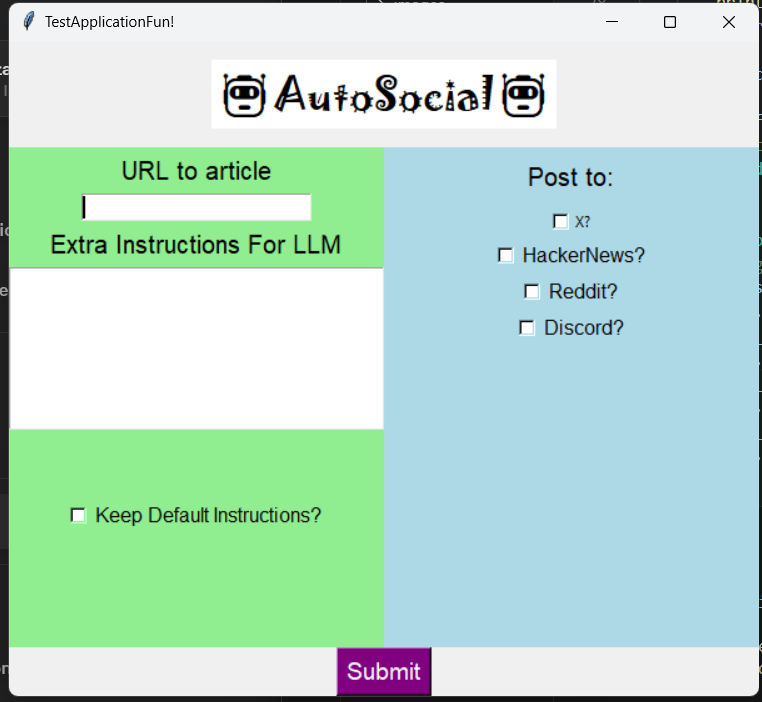 TestApplicationFun!
AutoSocial
URL to article
Extra Instructions For LLM
Keep Default Instructions?
Post to:
X?
HackerNews?
Reddit?
Discord?
Submit